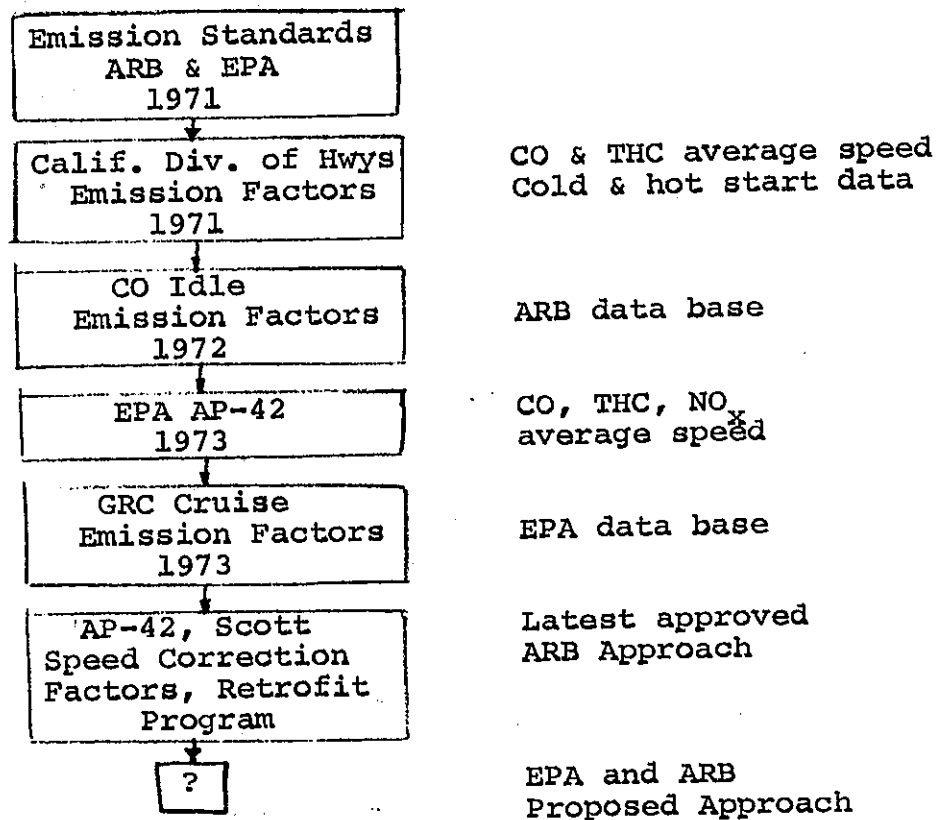 Emission Standards
ARB & EPA
1971
Calif. Div. of Hwys
Emission Factors
1971
CO & THC average speed
Cold & hot start data
CO Idle
Emission Factors
1972
ARB data base
EPA AP-42
1973
CO, THC, NOx
average speed
GRC Cruise
Emission Factors
1973
EPA data base
AP-42, Scott
Speed Correction
Factors, Retrofit
Program
Latest approved
ARB Approach
?
EPA and ARB
Proposed Approach